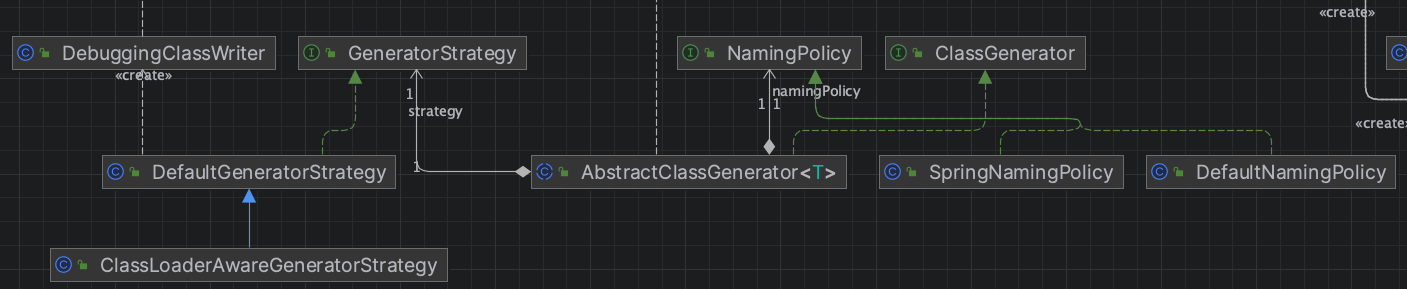 «create»
DebuggingClassWriter
GeneratorStrategy
NamingPolicy
ClassGenerator
«create»
1
strategy
namingPolicy
1
1
«create»
1
DefaultGeneratorStrategy
AbstractClassGenerator<T>
SpringNamingPolicy
DefaultNamingPolicy
ClassLoaderAwareGeneratorStrategy